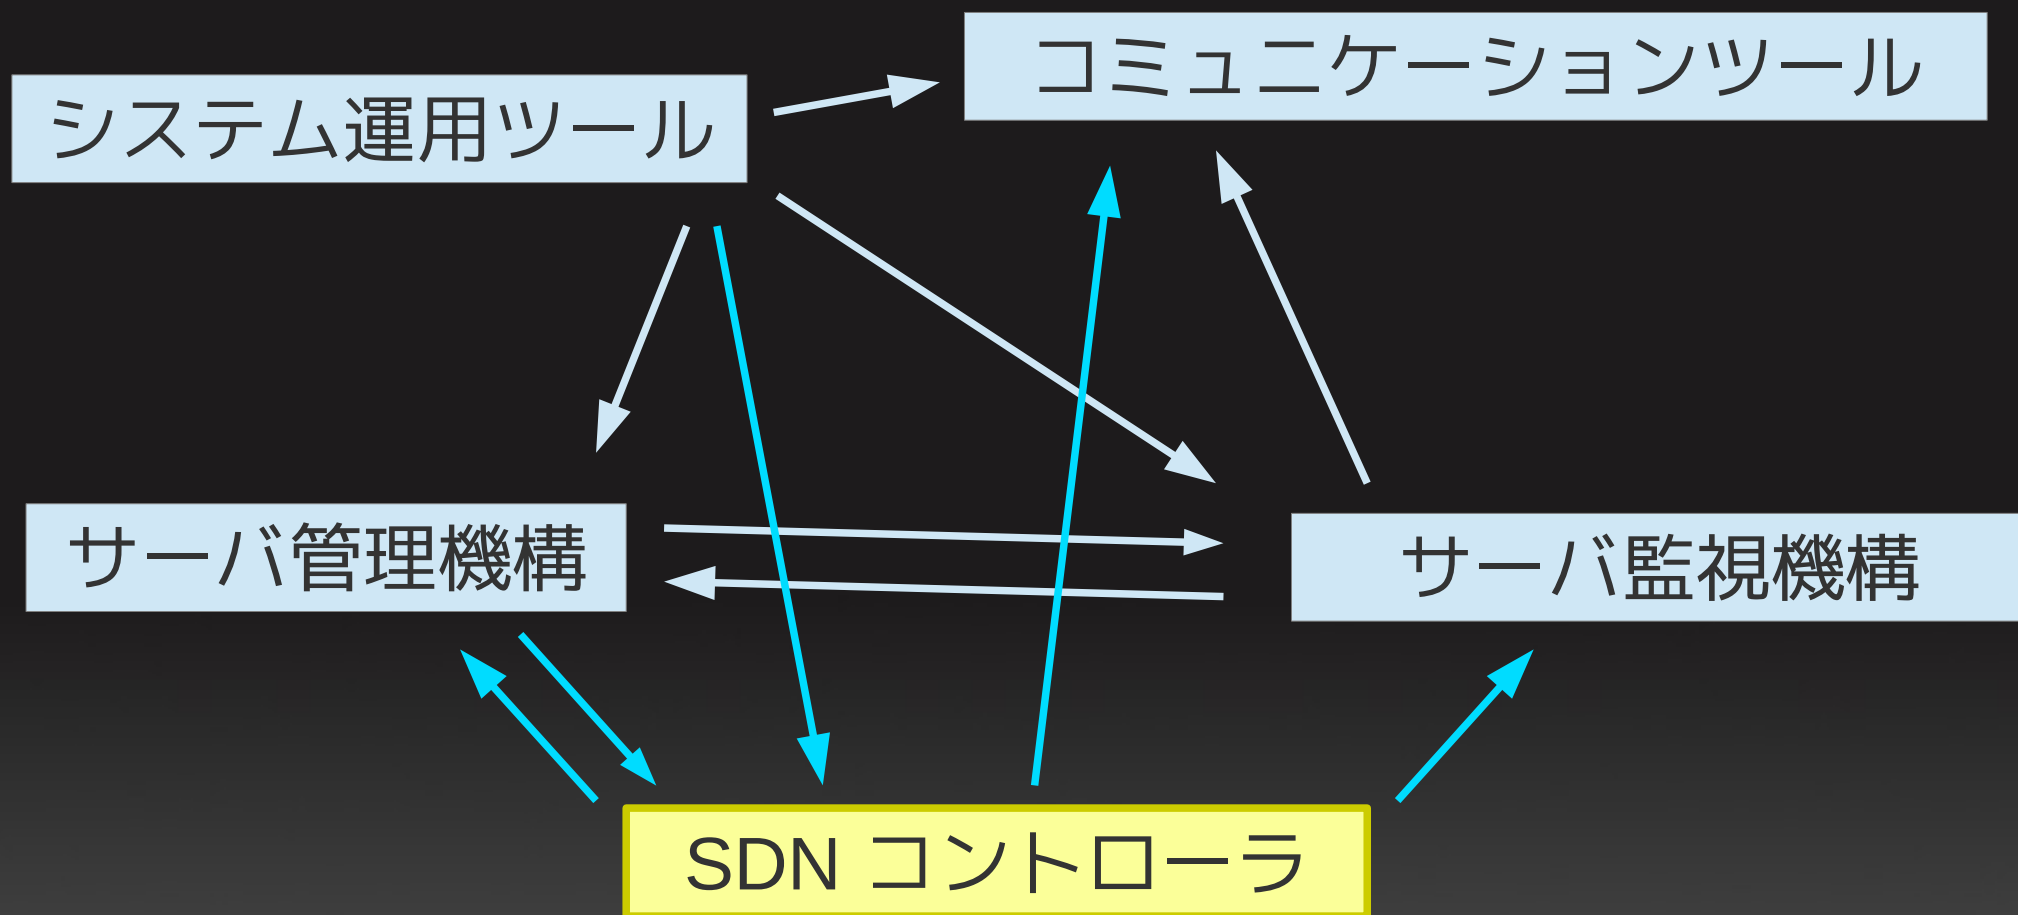 コミュニケーションツール
システム運用ツール
サーバ管理機構
サーバ監視機構
SDN コントローラ